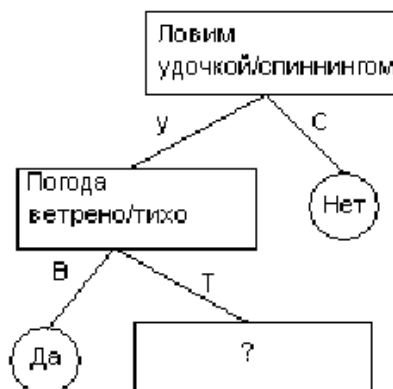 Ловим
удочкой/спиннингом
У
С
Погода
ветрено/тихо
Нет
В
Т
Да
?